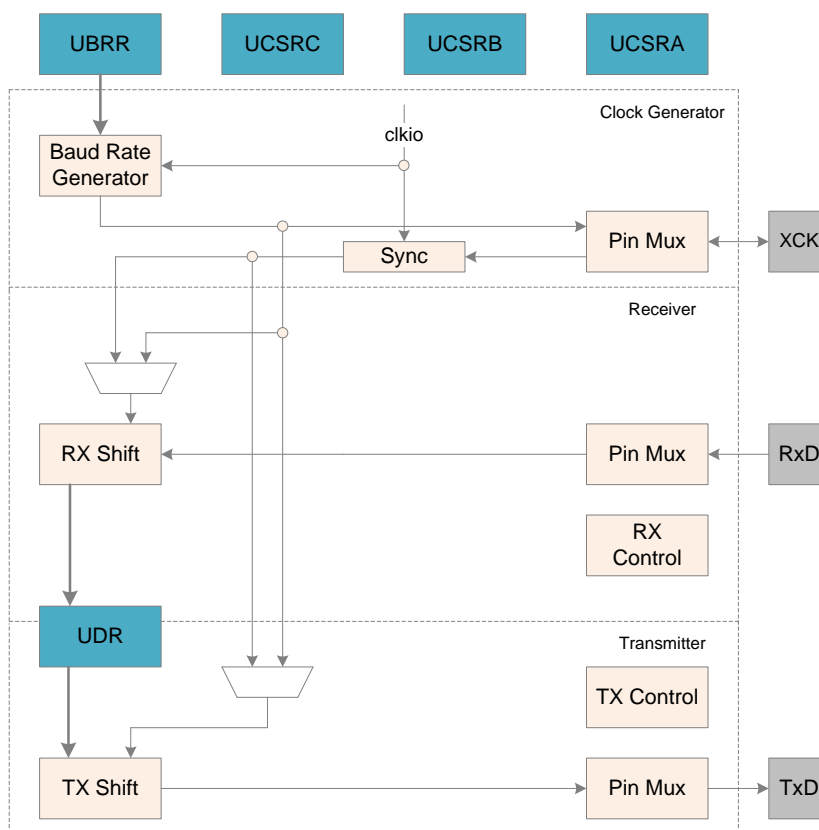 UBRR
UCSRC
UCSRB
UCSRA
Clock Generator
clkio
Baud Rate
Generator
Pin Mux
XCK
Sync
Receiver
RX Shift
Pin Mux
RxD
RX
Control
UDR
Transmitter
TX Control
TX Shift
Pin Mux
TxD